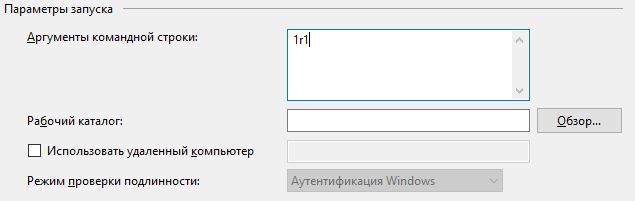 Параметры запуска
Аргументы командной строки:
1r1
Рабочий каталог:
Обзор...
Использовать удаленный компьютер
Режим проверки подлинности:
Аутентификация Windows